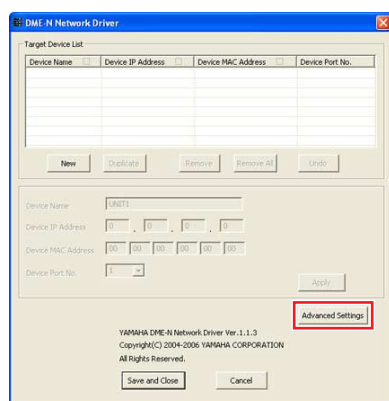 DME-N Network Driver
Target Device List
Device Name Device IP Address Device MAC Address Device Port No.
New Duplicate Remove Remove All Undo
Device Name UNIT1
Device IP Address 0 . 0 . 0 . 0
Device MAC Address 00 00 00 00 00 00
Device Port No. 1
Apply
Advanced Settings
YAMAHA DME-N Network Driver Ver.1.1.3
Copyright(C) 2004-2006 YAMAHA CORPORATION
All Rights Reserved.
Save and Close Cancel